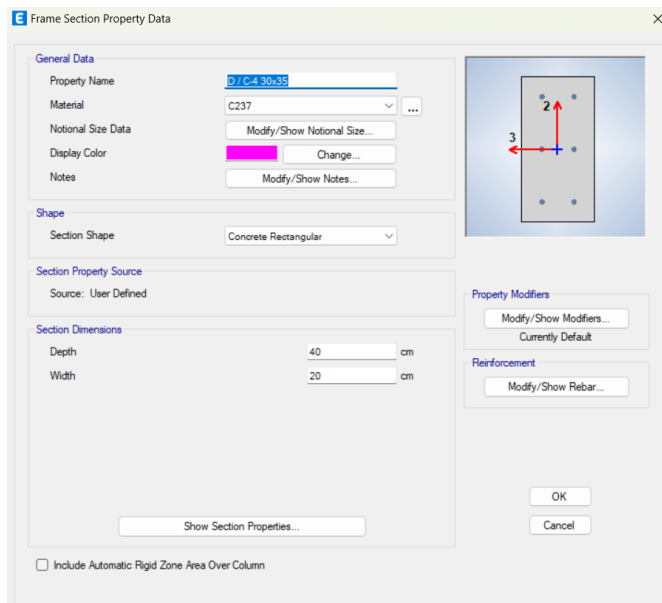 E Frame Section Property Data
General Data
Property Name D / C-4 30x35
Material C237 ...
Notional Size Data Modify/Show Notional Size...
Display Color Change...
Notes Modify/Show Notes...
Shape
Section Shape Concrete Rectangular
Section Property Source
Source: User Defined
Section Dimensions
Depth 40 cm
Width 20 cm
Show Section Properties...
Include Automatic Rigid Zone Area Over Column
2
3
Property Modifiers
Modify/Show Modifiers...
Currently Default
Reinforcement
Modify/Show Rebar...
OK
Cancel